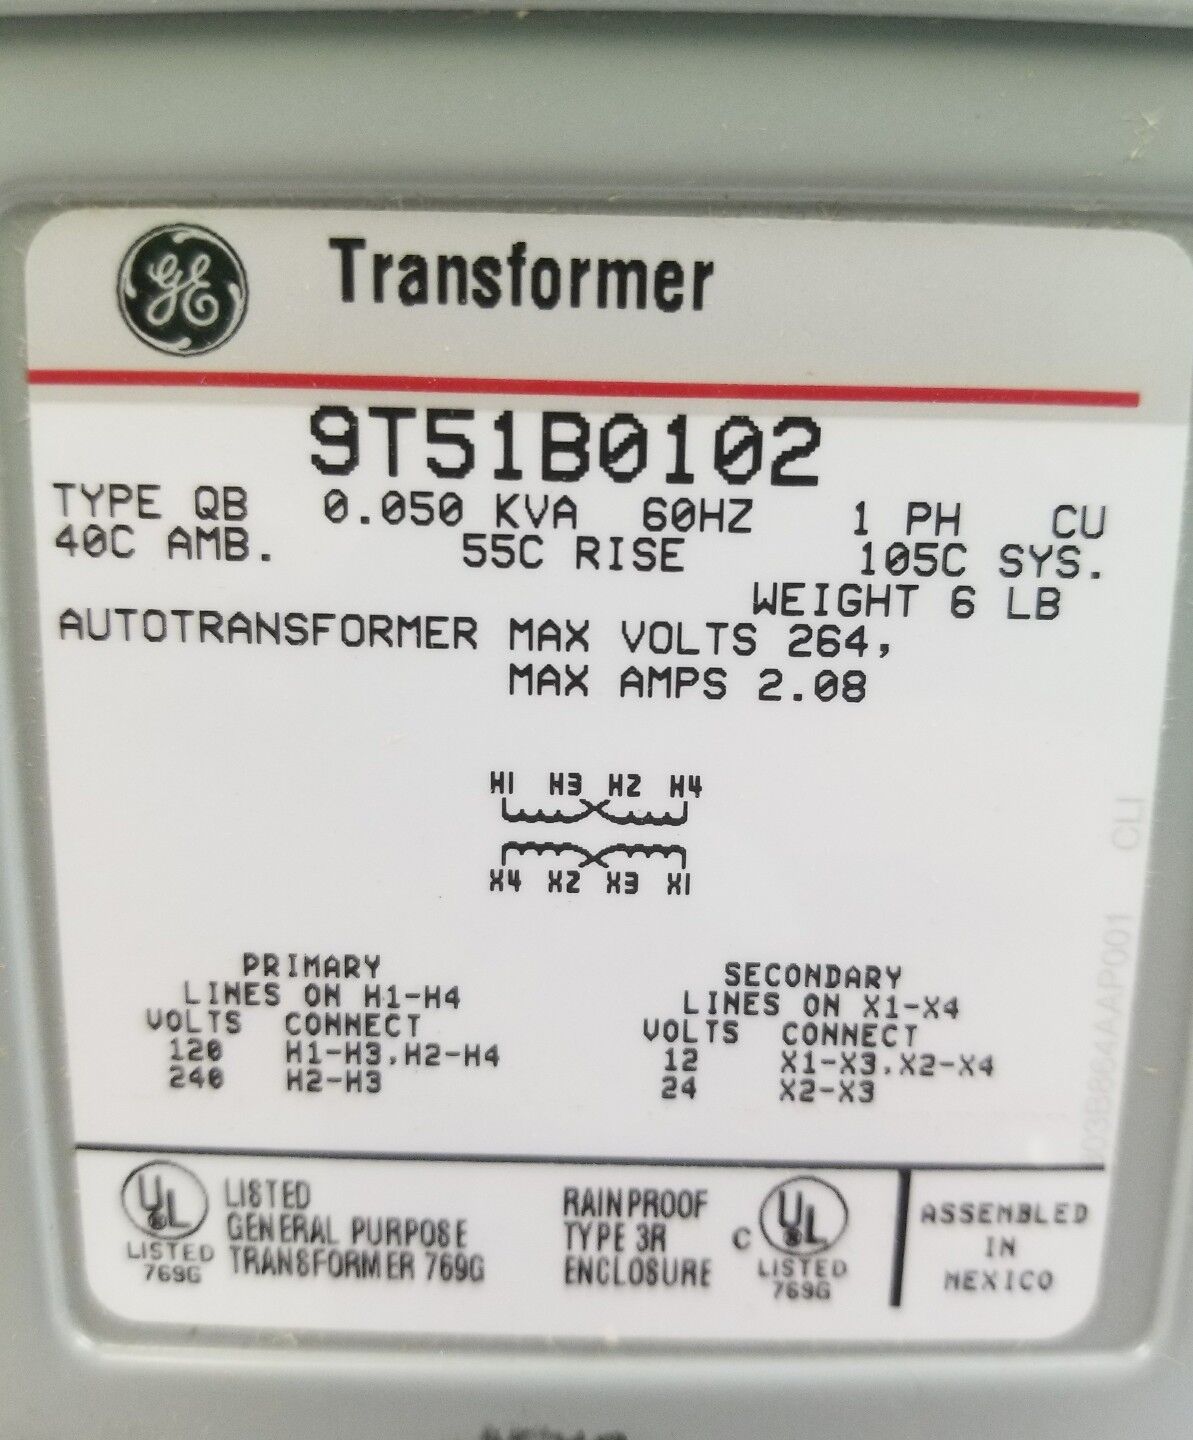 GE Transformer
9T51B0102
TYPE QB 0.050 KVA 60HZ 1 PH CU
40C AMB. 55C RISE 105C SYS.
WEIGHT 6 LB
AUTOTRANSFORMER MAX VOLTS 264,
MAX AMPS 2.08
H1 H3 H2 H4
X4 X2 X3 X1
PRIMARY
LINES ON H1-H4
VOLTS CONNECT
120 H1-H3,H2-H4
240 H2-H3
SECONDARY
LINES ON X1-X4
VOLTS CONNECT
12 X1-X3,X2-X4
24 X2-X3
CLI
UL ®
LISTED
769G
LISTED
GENERAL PURPOSE
TRANSFORMER 769G
RAINPROOF
TYPE 3R
ENCLOSURE
C UL ®
LISTED
769G
ASSEMBLED
IN
MEXICO